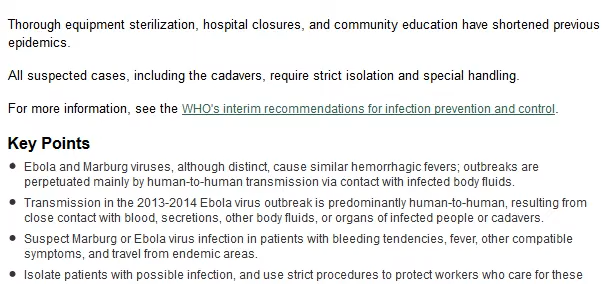 Thorough equipment sterilization, hospital closures, and community education have shortened previous
epidemics.
All suspected cases, including the cadavers, require strict isolation and special handling.
For more information, see the WHO's interim recommendations for infection prevention and control.
Key Points
• Ebola and Marburg viruses, although distinct, cause similar hemorrhagic fevers; outbreaks are
perpetuated mainly by human-to-human transmission via contact with infected body fluids.
• Transmission in the 2013-2014 Ebola virus outbreak is predominantly human-to-human, resulting from
close contact with blood, secretions, other body fluids, or organs of infected people or cadavers.
• Suspect Marburg or Ebola virus infection in patients with bleeding tendencies, fever, other compatible
symptoms, and travel from endemic areas.
• Isolate patients with possible infection, and use strict procedures to protect workers who care for these